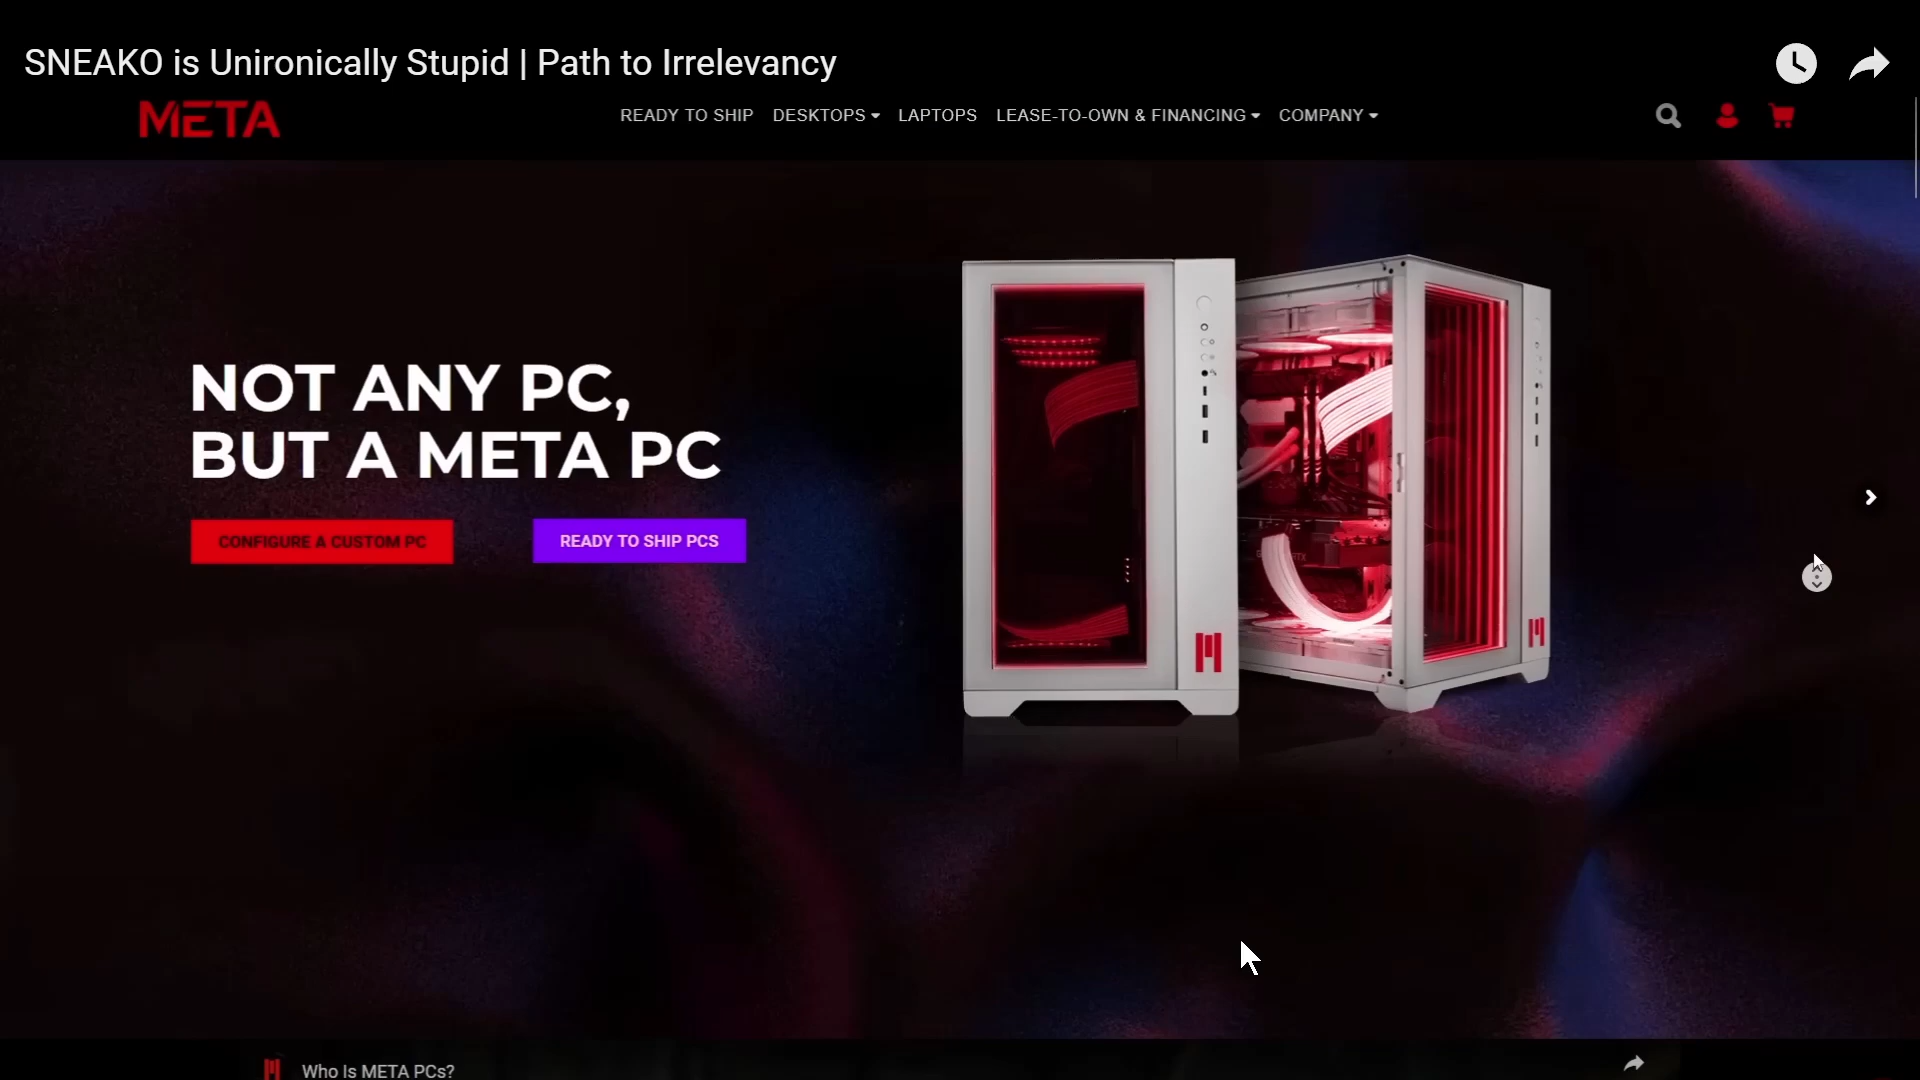 SNEAKO is Unironically Stupid | Path to Irrelevancy
META
READY TO SHIP DESKTOPS LAPTOPS LEASE-TO-OWN & FINANCING COMPANY
NOT ANY PC,
BUT A META PC
CONFIGURE A CUSTOM PC READY TO SHIP PCS
Who Is META PCs?